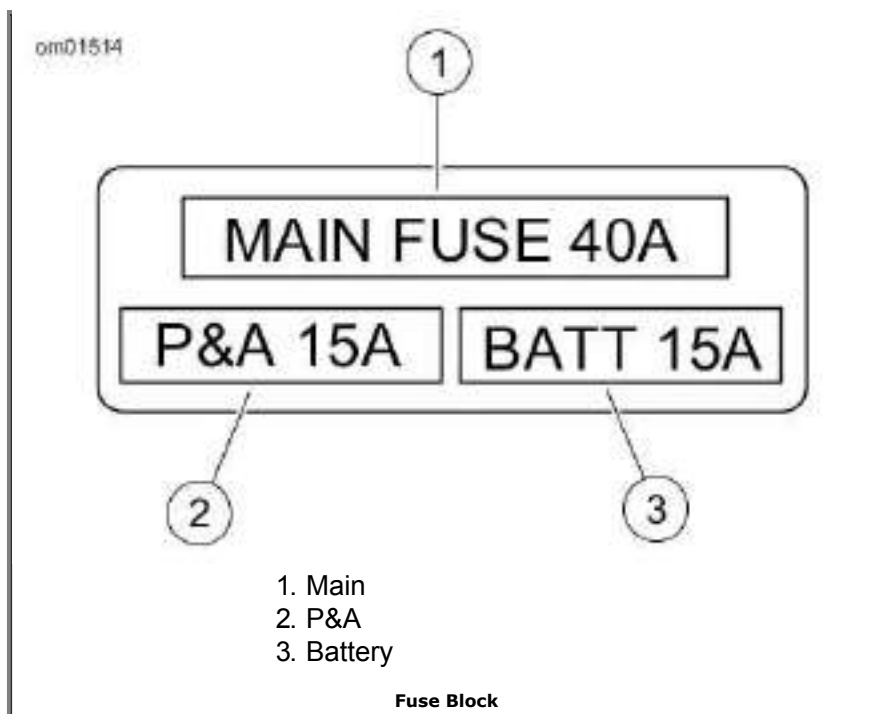 om01514
1
MAIN FUSE 40A
P&A 15A BATT 15A
2 3
1. Main
2. P&A
3. Battery
Fuse Block